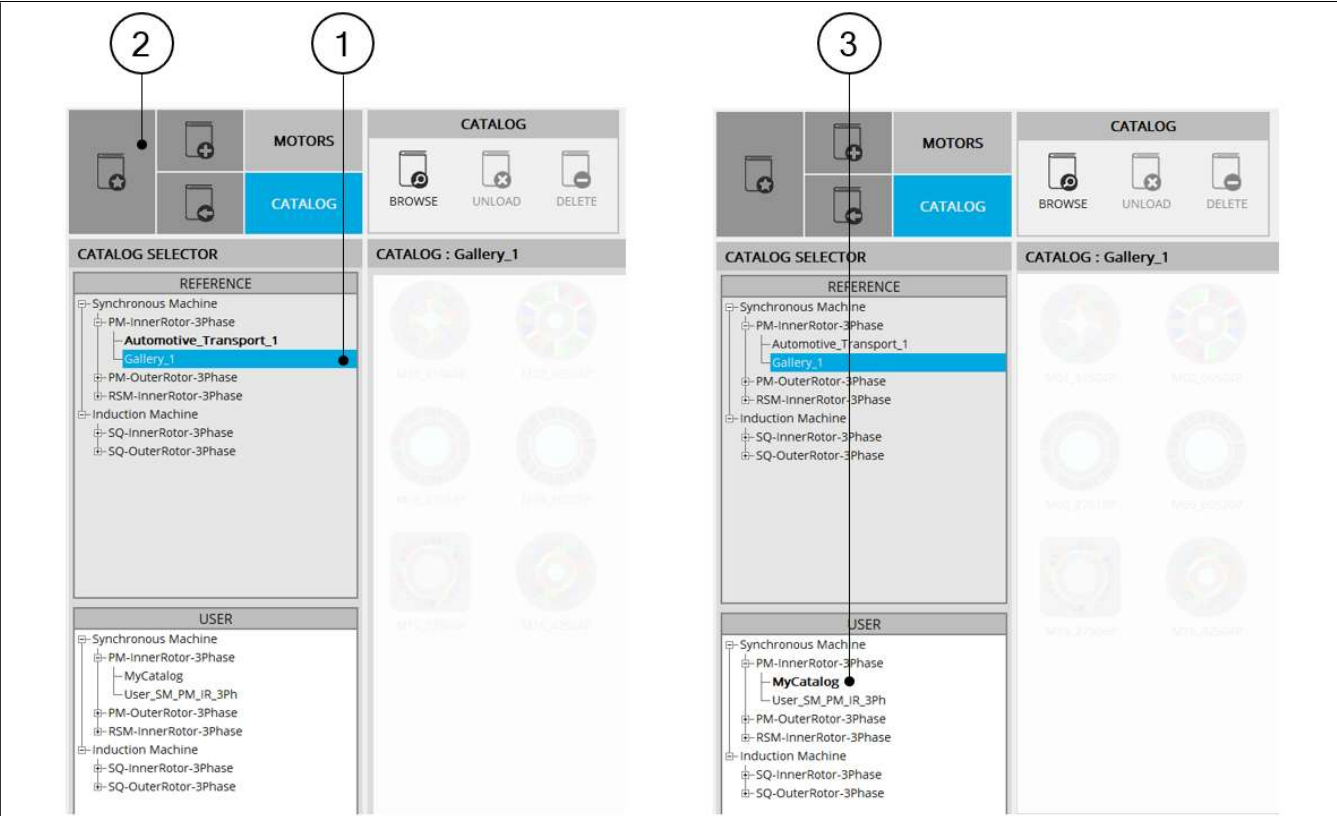 2
1
3
MOTORS
CATALOG
CATALOG
BROWSE
UNLOAD
DELETE
CATALOG SELECTOR
CATALOG : Gallery_1
REFERENCE
Synchronous Machine
PM-InnerRotor-3Phase
Automotive_Transport_1
Gallery_1
PM-OuterRotor-3Phase
RSM-InnerRotor-3Phase
Induction Machine
SQ-InnerRotor-3Phase
SQ-OuterRotor-3Phase
USER
Synchronous Machine
PM-InnerRotor-3Phase
MyCatalog
User_SM_PM_IR_3Ph
PM-OuterRotor-3Phase
RSM-InnerRotor-3Phase
Induction Machine
SQ-InnerRotor-3Phase
SQ-OuterRotor-3Phase
MOTORS
CATALOG
CATALOG
BROWSE
UNLOAD
DELETE
CATALOG SELECTOR
CATALOG : Gallery_1
REFERENCE
Synchronous Machine
PM-InnerRotor-3Phase
Automotive_Transport_1
Gallery_1
PM-OuterRotor-3Phase
RSM-InnerRotor-3Phase
Induction Machine
SQ-InnerRotor-3Phase
SQ-OuterRotor-3Phase
USER
Synchronous Machine
PM-InnerRotor-3Phase
MyCatalog
User_SM_PM_IR_3Ph
PM-OuterRotor-3Phase
RSM-InnerRotor-3Phase
Induction Machine
SQ-InnerRotor-3Phase
SQ-OuterRotor-3Phase